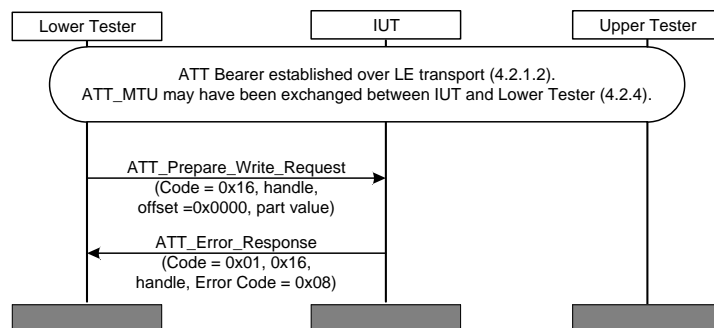 Lower Tester
IUT
Upper Tester
ATT Bearer established over LE transport (4.2.1.2).
ATT_MTU may have been exchanged between IUT and Lower Tester (4.2.4).
ATT_Prepare_Write_Request
(Code = 0x16, handle,
offset =0x0000, part value)
ATT_Error_Response
(Code = 0x01, 0x16,
handle, Error Code = 0x08)